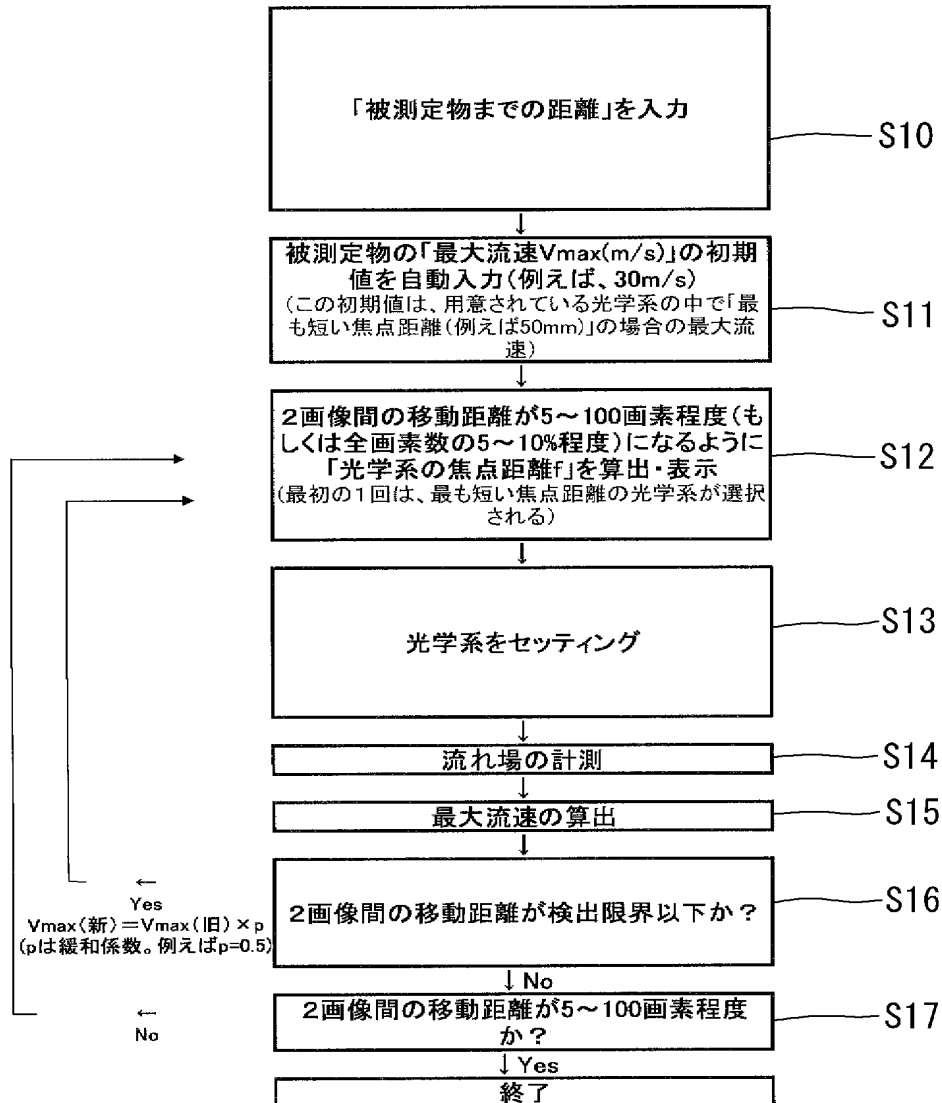 「被測定物までの距離」を入力
S10
↓
被測定物の「最大流速Vmax(m/s)」の初期
値を自動入力(例えば、30m/s)
(この初期値は、用意されている光学系の中で「最
も短い焦点距離(例えば50mm)」の場合の最大流
速)
S11
↓
2画像間の移動距離が5～100画素程度(も
しくは全画素数の5～10%程度)になるように
「光学系の焦点距離f」を算出・表示
(最初の1回は、最も短い焦点距離の光学系が選択
される)
S12
↓
光学系をセッティング
S13
↓
流れ場の計測
S14
↓
最大流速の算出
S15
↓
2画像間の移動距離が検出限界以下か?
S16
←
Yes
Vmax(新)=Vmax(旧)×p
(pは緩和係数。例えばp=0.5)
↓ No
2画像間の移動距離が5～100画素程度
か?
S17
←
No
↓ Yes
終了